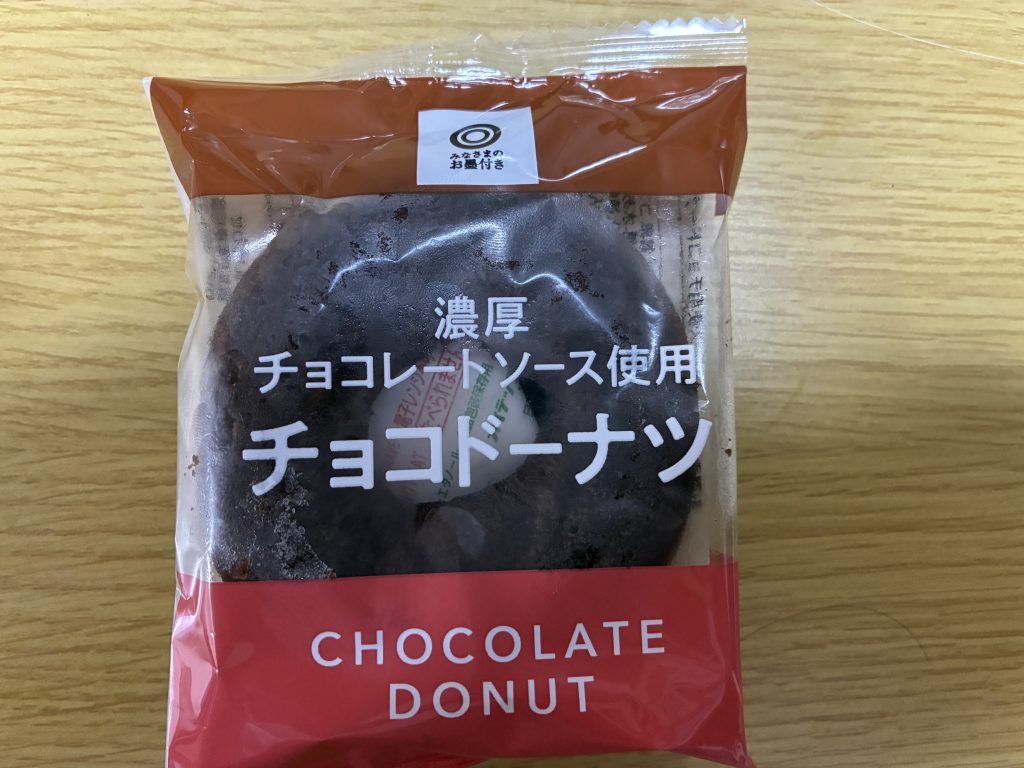 みなさまの
お墨付き
濃厚
チョコレートソース使用
チョコドーナツ
CHOCOLATE
DONUT